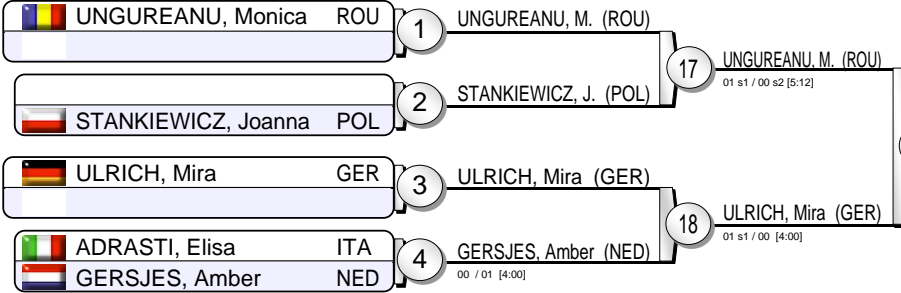 UNGUREANU, Monica ROU
1
UNGUREANU, M. (ROU)
17
UNGUREANU, M. (ROU)
01 s1 / 00 s2 [5:12]
2
STANKIEWICZ, J. (POL)
STANKIEWICZ, Joanna POL
ULRICH, Mira GER
3
ULRICH, Mira (GER)
18
ULRICH, Mira (GER)
01 s1 / 00 [4:00]
ADRASTI, Elisa ITA
4
GERSJES, Amber (NED)
GERSJES, Amber NED
00 / 01 [4:00]